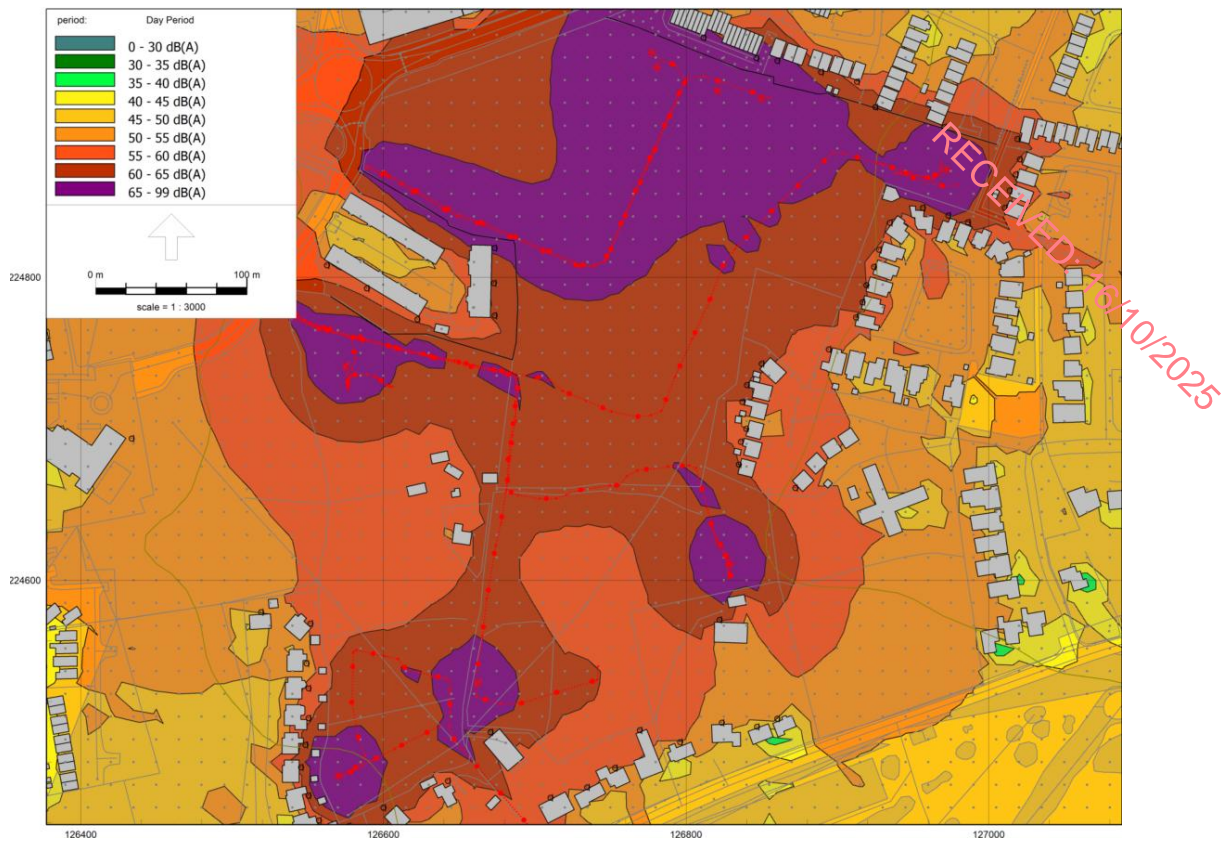 period: Day Period
0 - 30 dB(A)
30 - 35 dB(A)
35 - 40 dB(A)
40 - 45 dB(A)
45 - 50 dB(A)
50 - 55 dB(A)
55 - 60 dB(A)
60 - 65 dB(A)
65 - 99 dB(A)
0 m 100 m
scale = 1 : 3000
RECEIVED: 16/10/2025
224800
224600
126400 126600 126800 127000